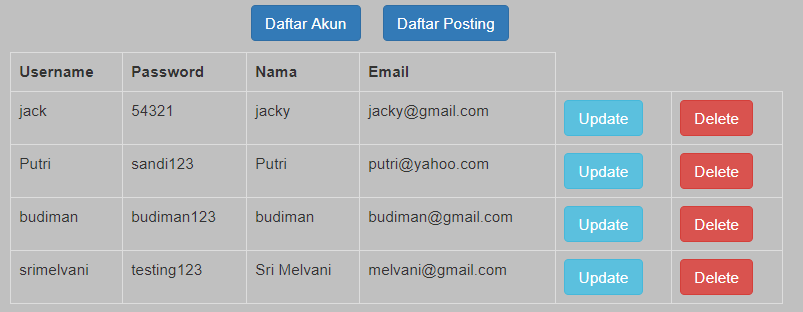 Daftar Akun Daftar Posting
Username Password Nama Email
jack 54321 jacky jacky@gmail.com Update Delete
Putri sandi123 Putri putri@yahoo.com Update Delete
budiman budiman123 budiman budiman@gmail.com Update Delete
srimelvani testing123 Sri Melvani melvani@gmail.com Update Delete